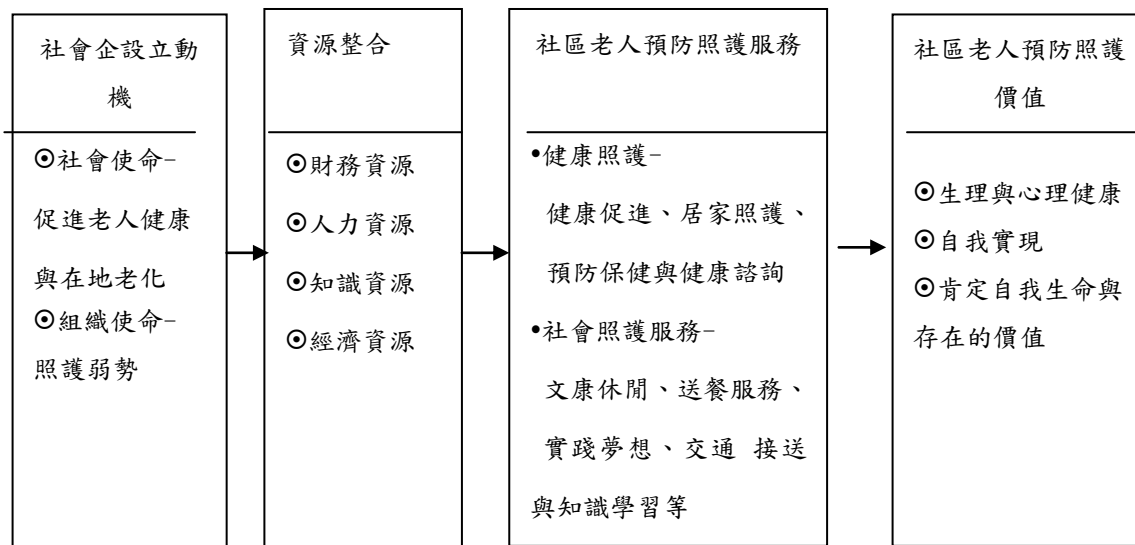 社會企設立動
機
⊙社會使命-
促進老人健康
與在地老化
⊙組織使命-
照護弱勢
資源整合
⊙財務資源
⊙人力資源
⊙知識資源
⊙經濟資源
社區老人預防照護服務
•健康照護-
健康促進、居家照護、
預防保健與健康諮詢
•社會照護服務-
文康休閒、送餐服務、
實踐夢想、交通 接送
與知識學習等
社區老人預防照護
價值
⊙生理與心理健康
⊙自我實現
⊙肯定自我生命與
存在的價值